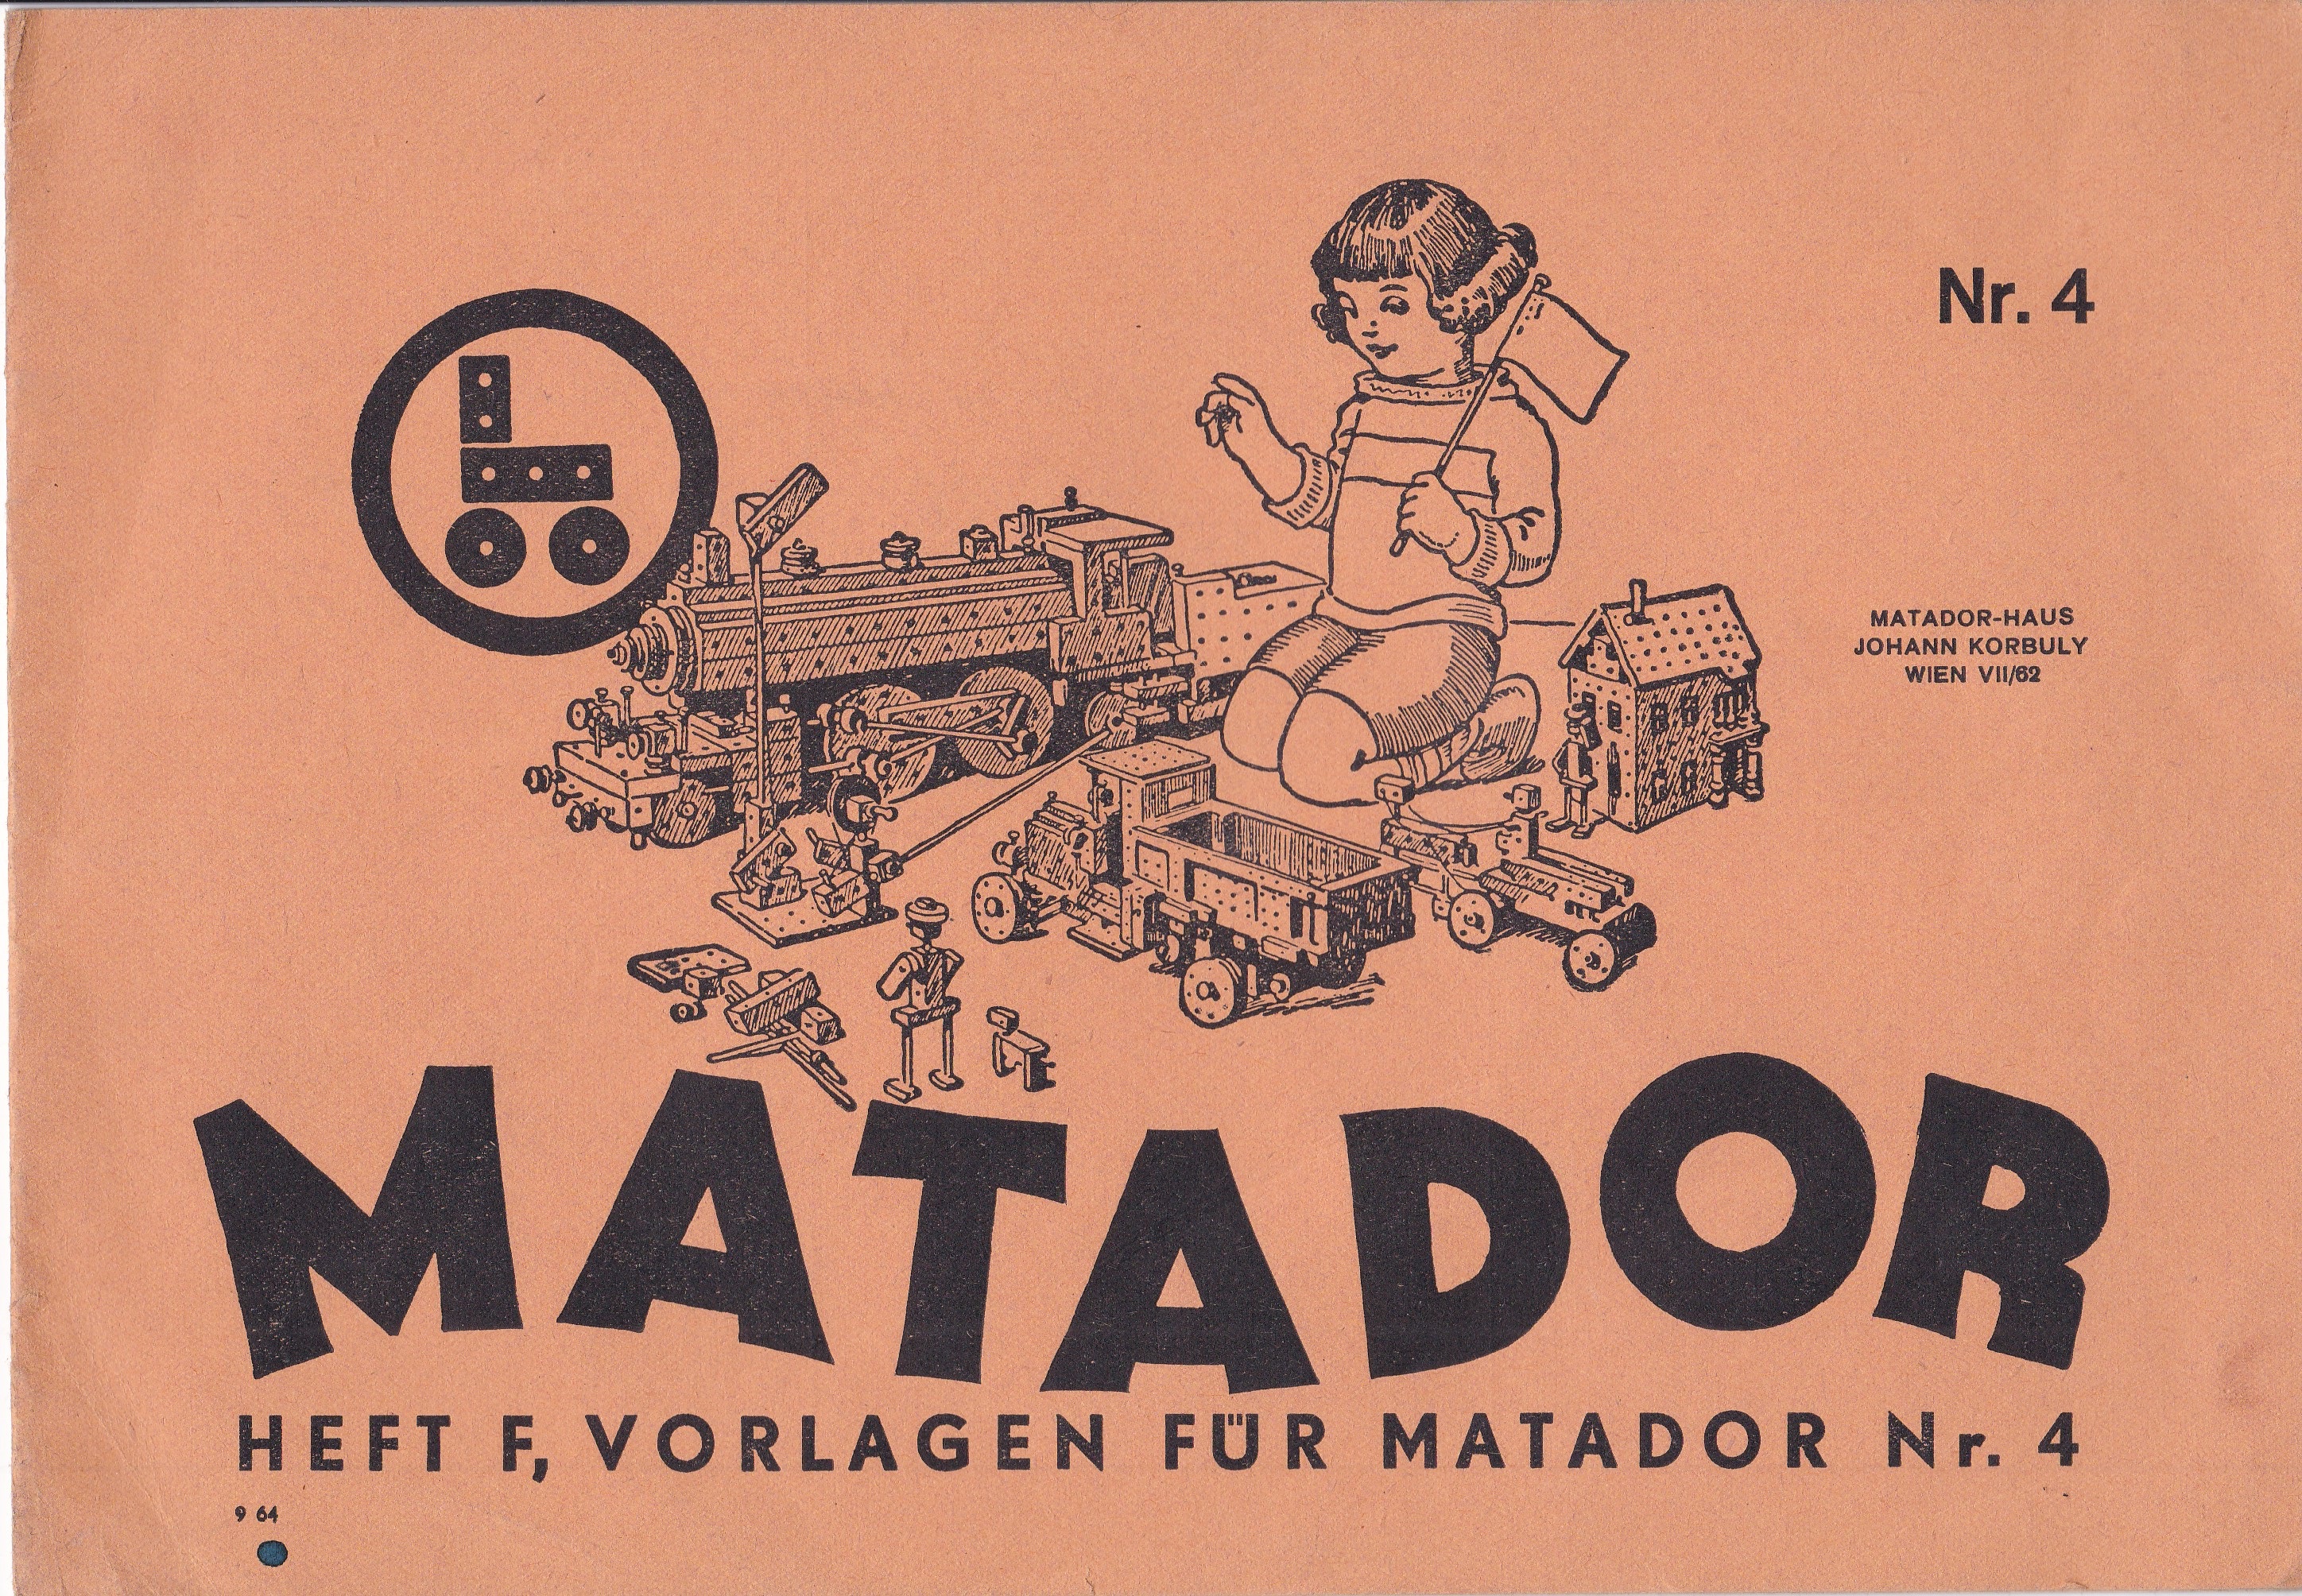 Nr. 4
MATADOR-HAUS
JOHANN KORBULY
WIEN VII/62
MATADOR
HEFT F, VORLAGEN FÜR MATADOR Nr. 4
9 64